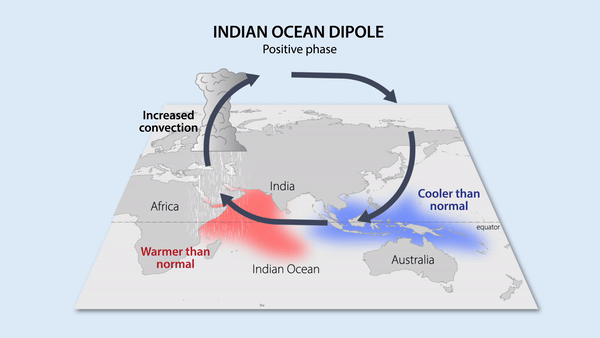 INDIAN OCEAN DIPOLE
Positive phase
Increased
convection
India
Africa
Cooler than
normal
equator
Warmer than
normal
Indian Ocean
Australia